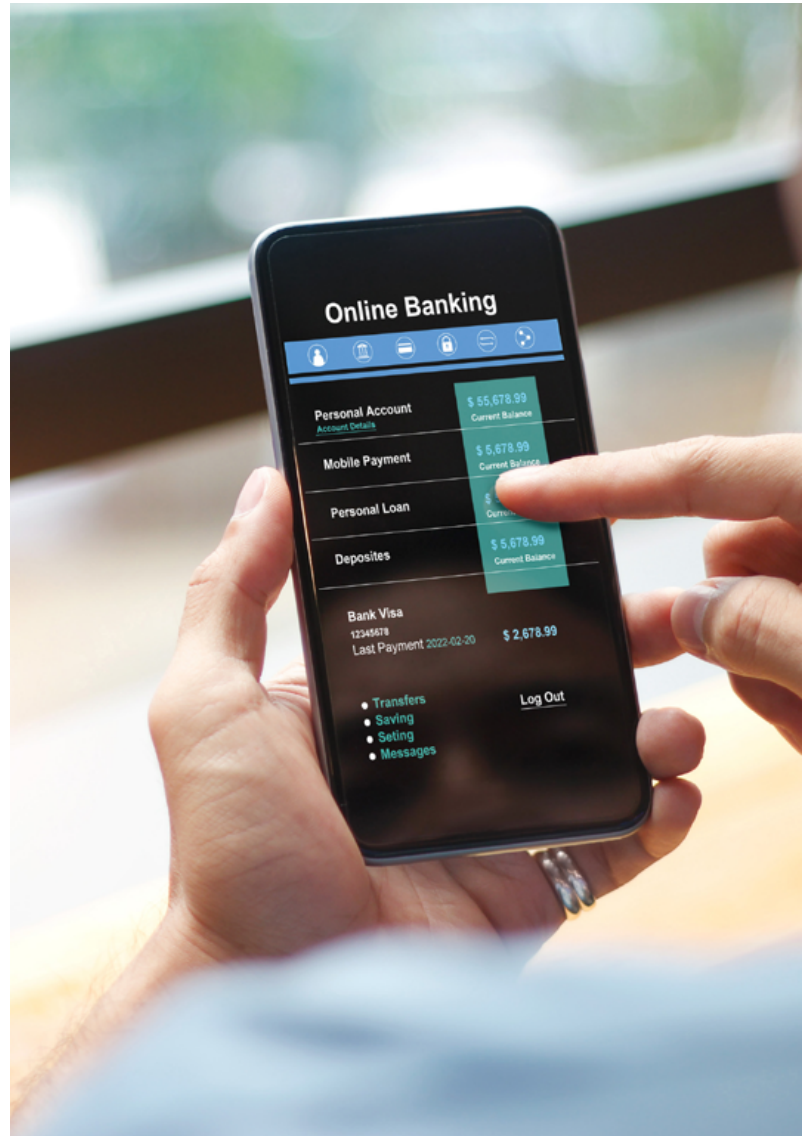 Online Banking
Personal Account $ 55,678.99
Account Details Current Balance
Mobile Payment $ 5,678.99
Current Balance
Personal Loan $
Deposites $ 5,678.99
Current Balance
Bank Visa
12345678
Last Payment 2022-02-20 $ 2,678.99
Transfers Log Out
Saving
Seting
Messages